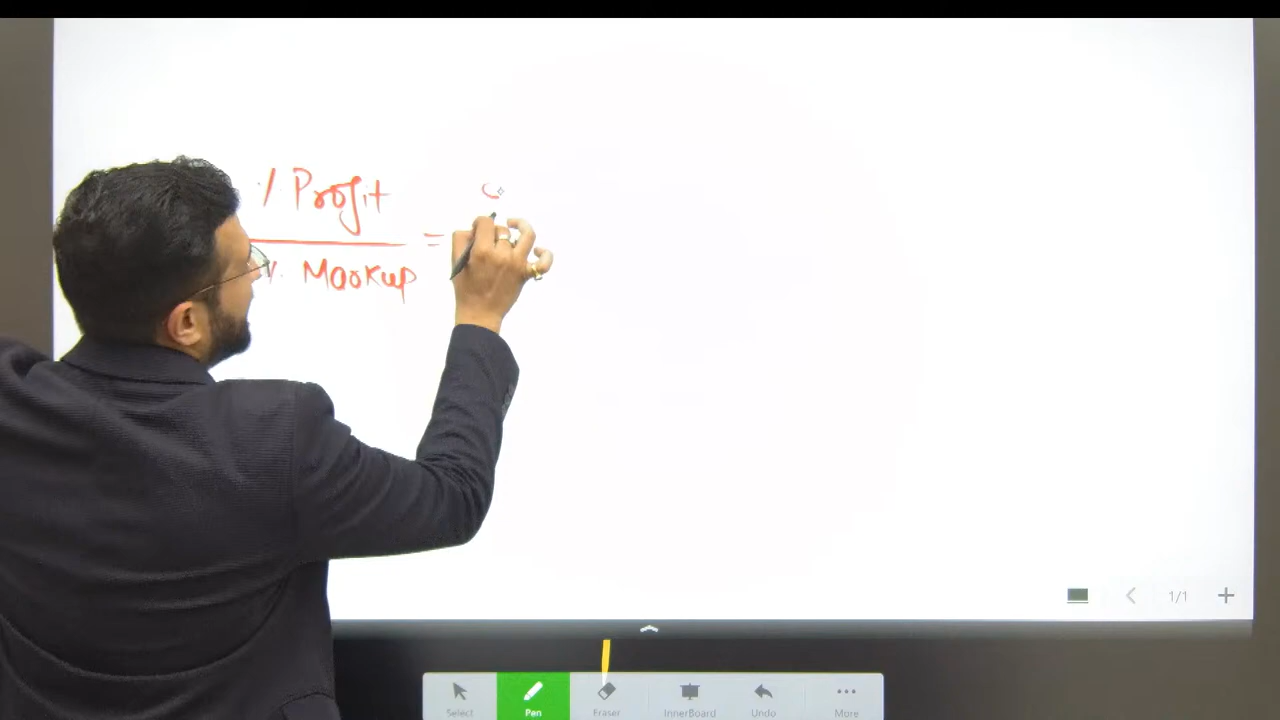 % Profit
% Markup
=
1/1
Select
Pen
Eraser
InnerBoard
Undo
More